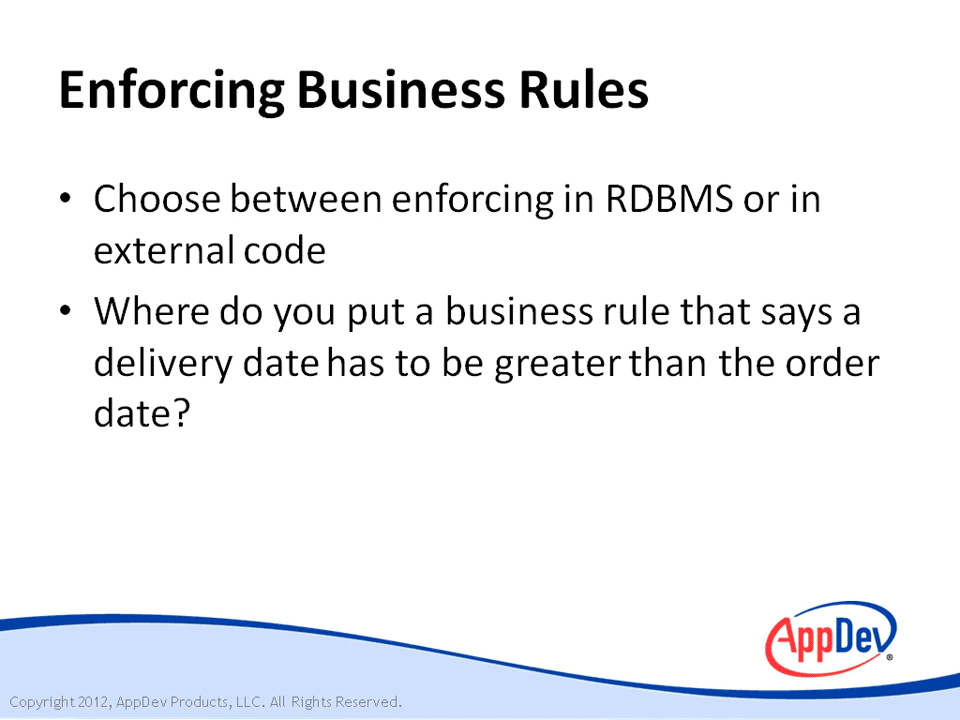 Enforcing Business Rules
• Choose between enforcing in RDBMS or in
external code
• Where do you put a business rule that says a
delivery date has to be greater than the order
date?
AppDev®
Copyright 2012, AppDev Products, LLC. All Rights Reserved.